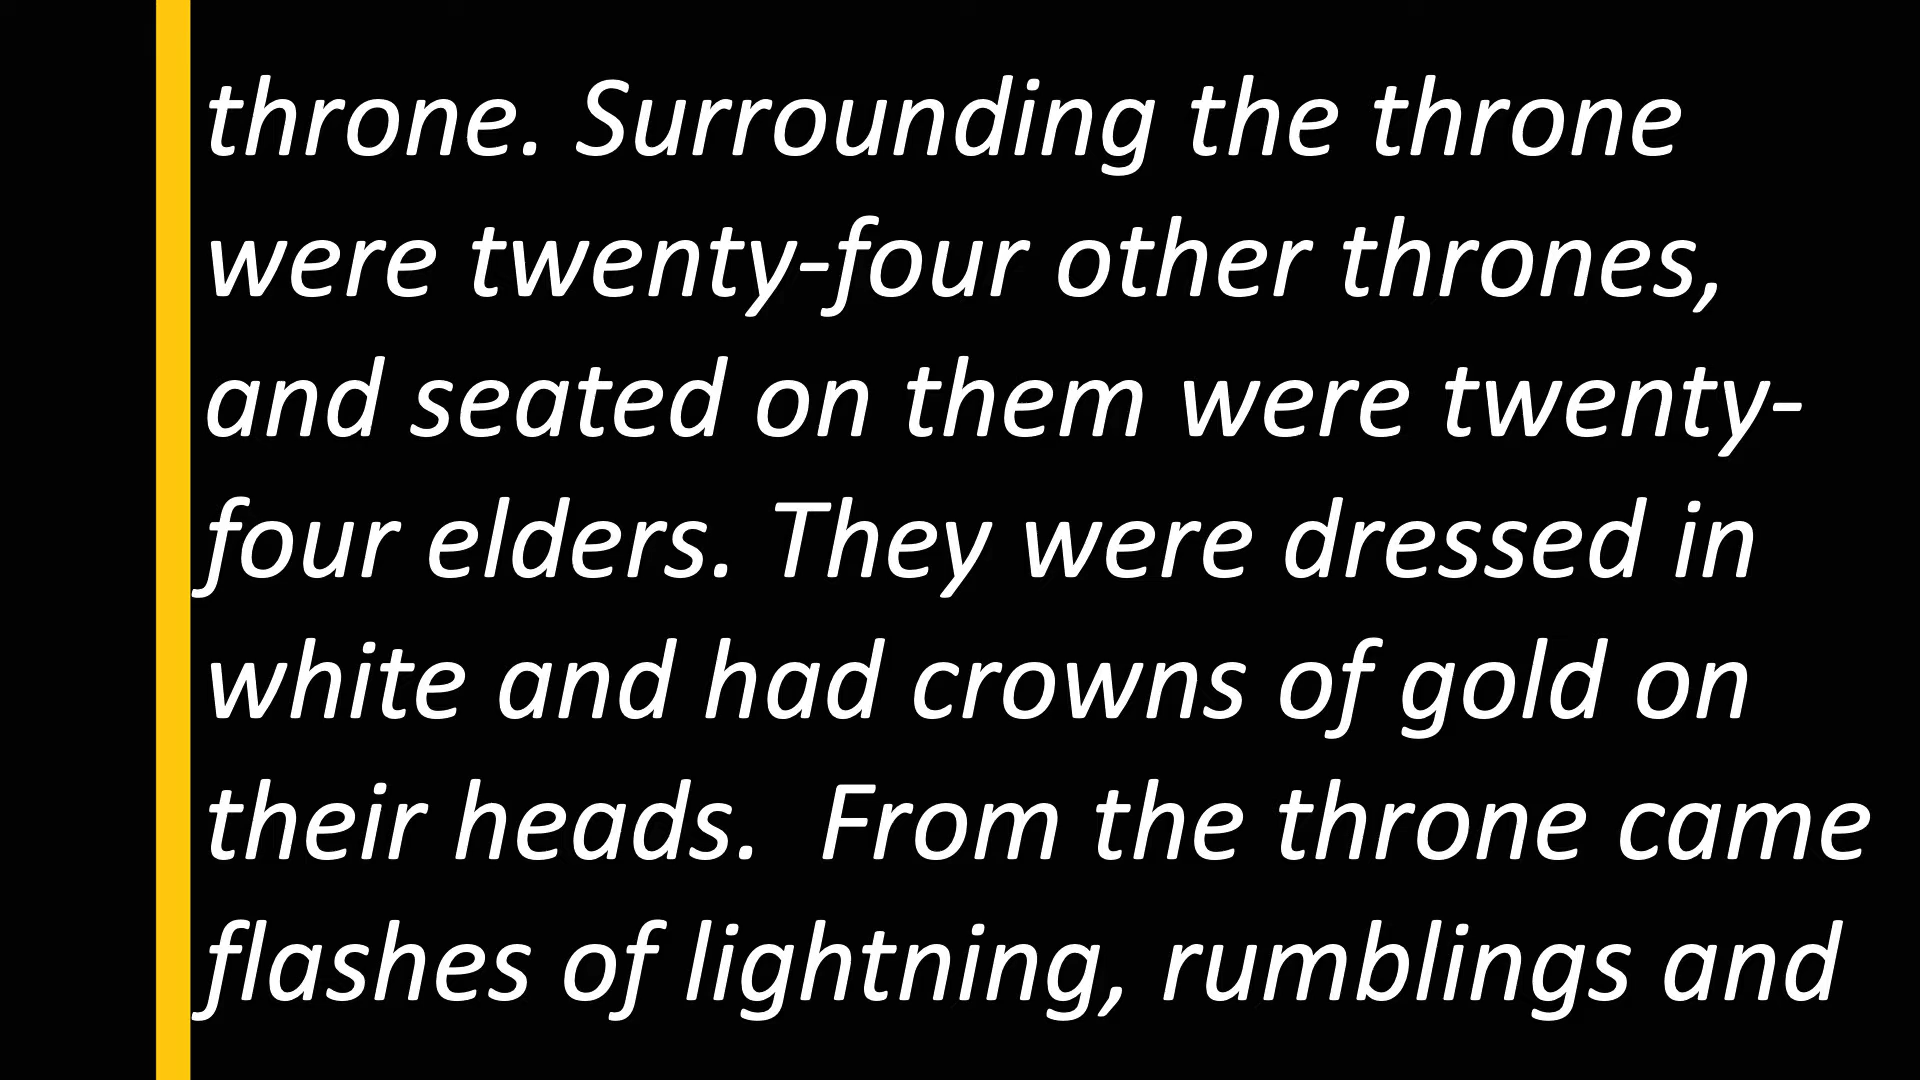 throne. Surrounding the throne
were twenty-four other thrones,
and seated on them were twenty-
four elders. They were dressed in
white and had crowns of gold on
their heads.  From the throne came
flashes of lightning, rumblings and